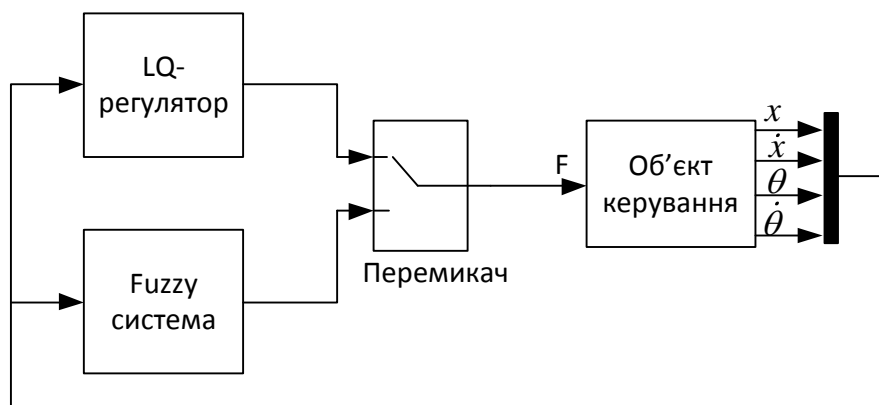 LQ-
регулятор
Fuzzy
система
Перемикач
F
Об’єкт
керування
x
ẋ
θ
θ̇